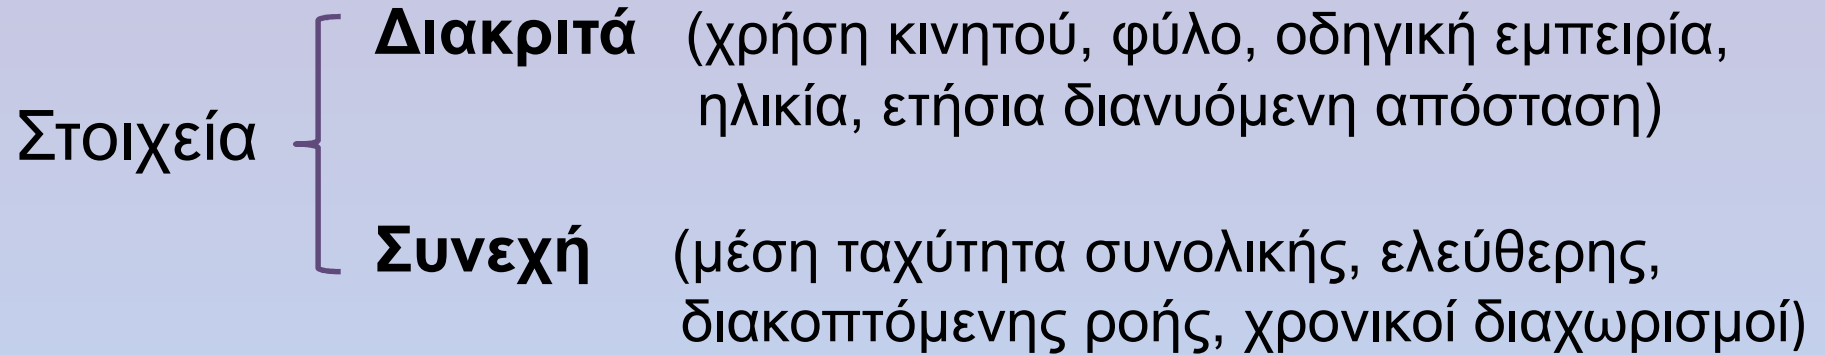 Στοιχεία
Διακριτά (χρήση κινητού, φύλο, οδηγική εμπειρία,
ηλικία, ετήσια διανυόμενη απόσταση)
Συνεχή (μέση ταχύτητα συνολικής, ελεύθερης,
διακοπτόμενης ροής, χρονικοί διαχωρισμοί)